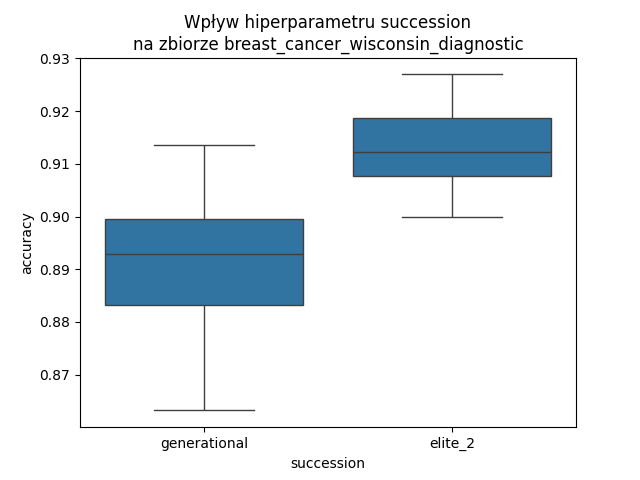 Wpływ hiperparametru succession
na zbiorze breast_cancer_wisconsin_diagnostic
0.93
0.92
0.91
0.90
0.89
0.88
0.87
accuracy
generational
elite_2
succession